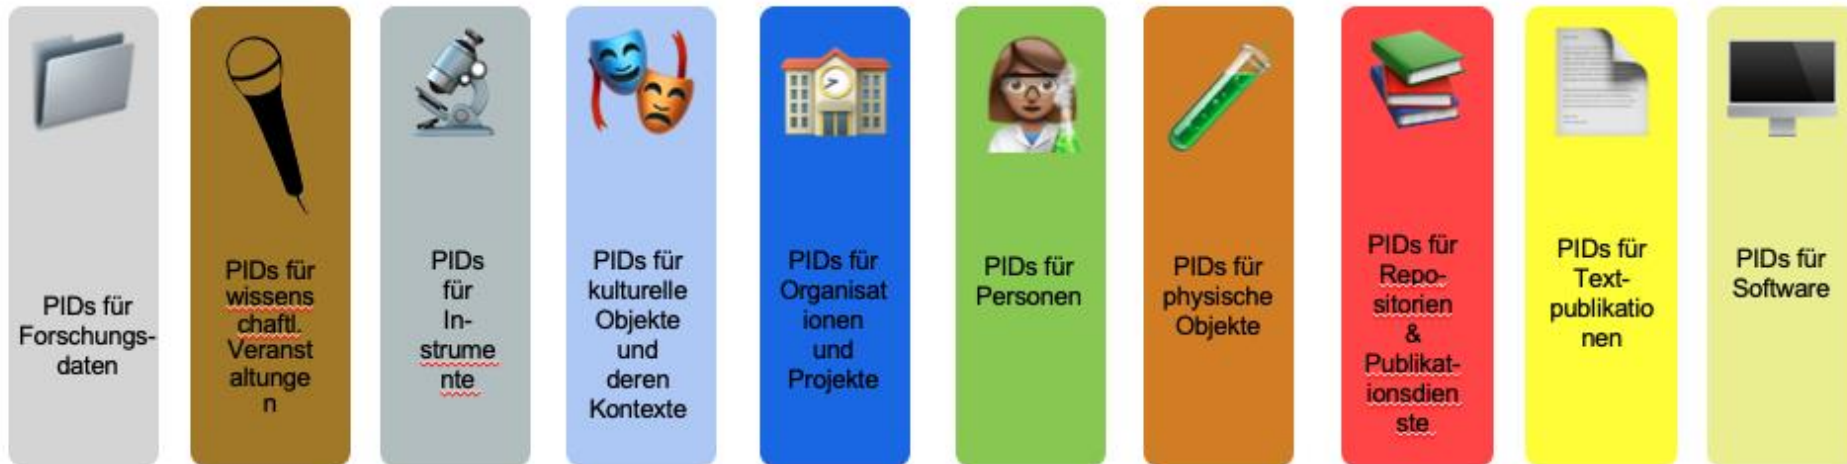 PIDs für
Forschungs-
daten
PIDs für
wissens
chaftl.
Veranst
altunge
n
PIDs
für
In-
strume
nte
PIDs für
kulturelle
Objekte
und
deren
Kontexte
PIDs für
Organisat
ionen
und
Projekte
PIDs für
Personen
PIDs für
physische
Objekte
PIDs für
Repo-
sitorien
&
Publikat-
ionsdien
ste
PIDs für
Text-
publikatio
nen
PIDs für
Software